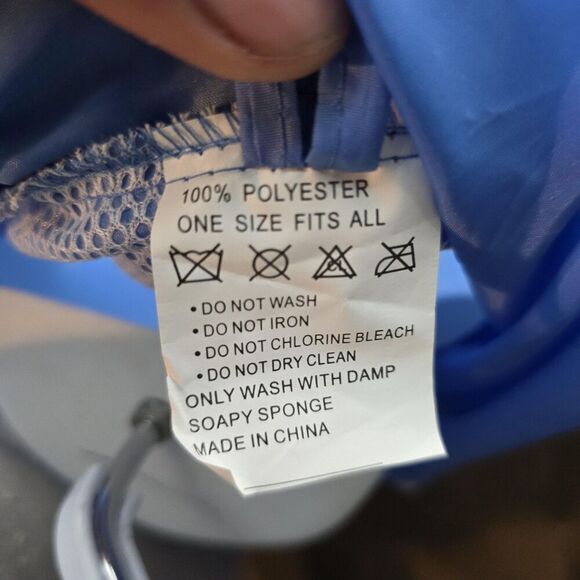 100% POLYESTER
ONE SIZE FITS ALL
• DO NOT WASH
• DO NOT IRON
• DO NOT CHLORINE BLEACH
• DO NOT DRY CLEAN
ONLY WASH WITH DAMP
SOAPY SPONGE
MADE IN CHINA